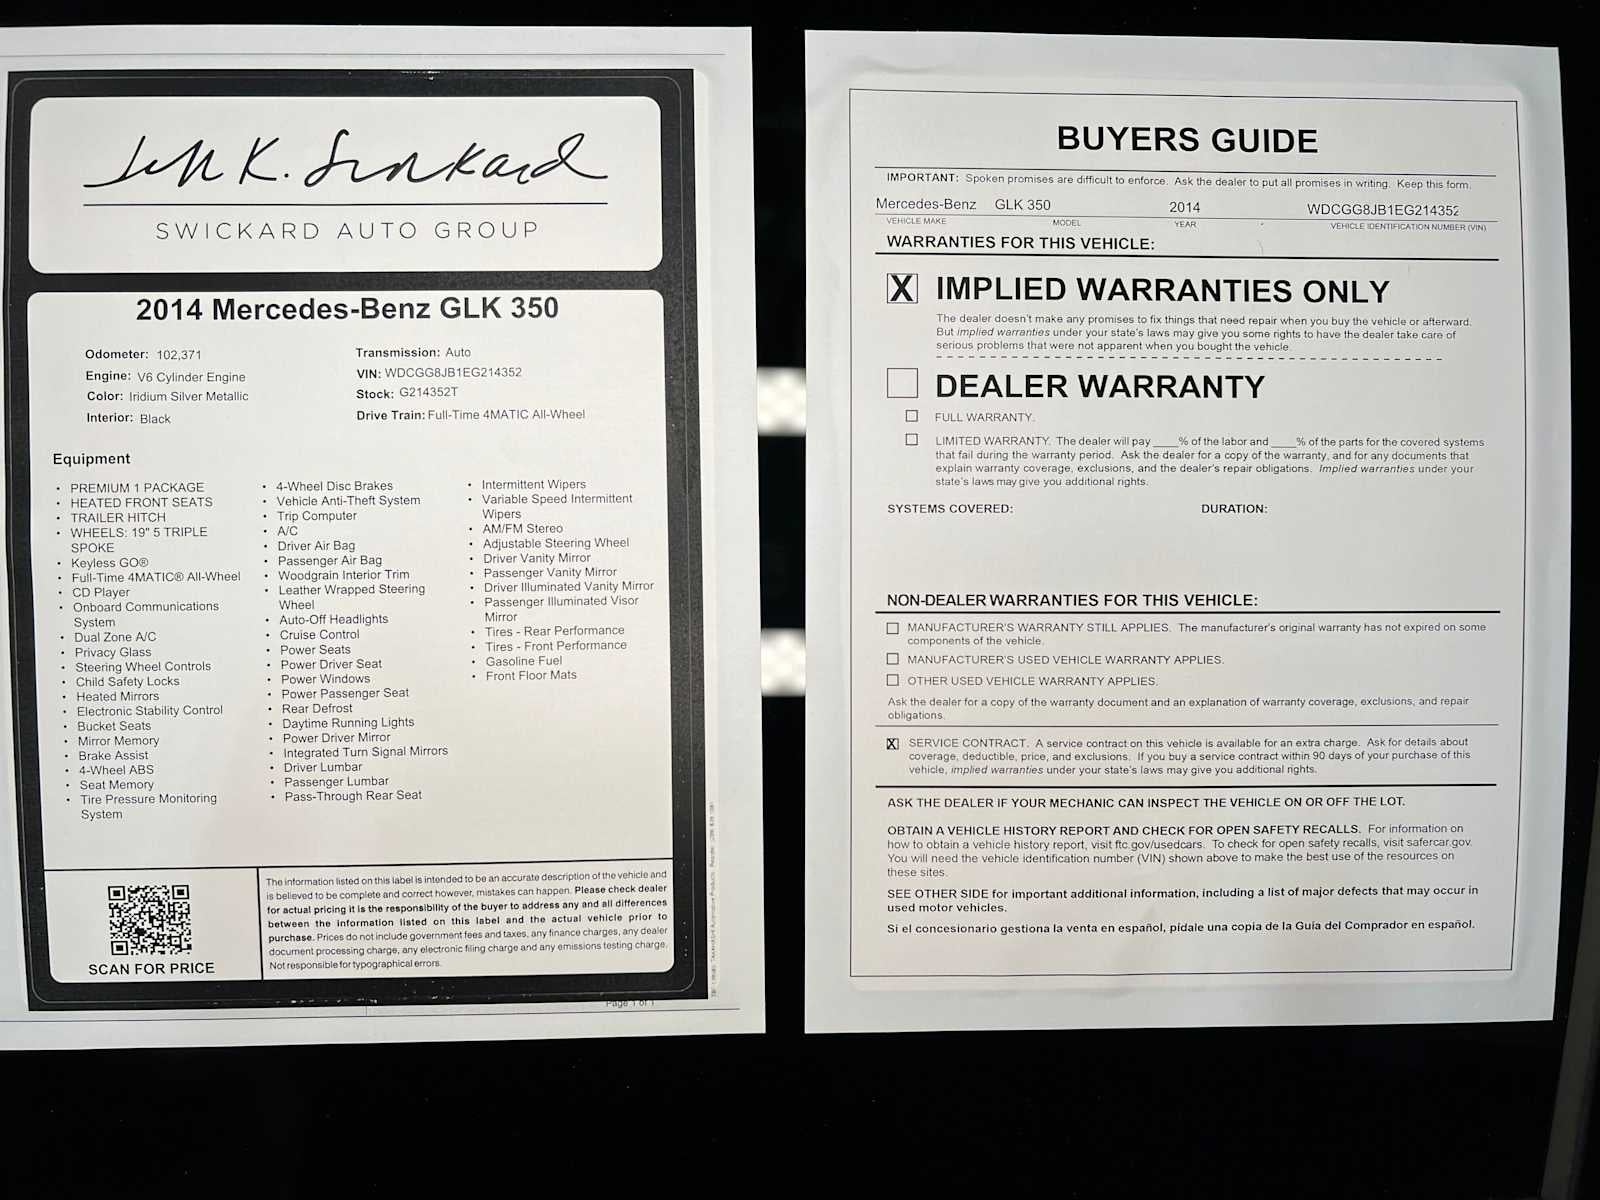 Jeff K. Swickard
SWICKARD AUTO GROUP
2014 Mercedes-Benz GLK 350
Odometer: 102,371
Engine: V6 Cylinder Engine
Color: Iridium Silver Metallic
Interior: Black
Transmission: Auto
VIN: WDCGG8JB1EG214352
Stock: G214352T
Drive Train: Full-Time 4MATIC All-Wheel
Equipment
• PREMIUM 1 PACKAGE
• HEATED FRONT SEATS
• TRAILER HITCH
• WHEELS: 19" 5 TRIPLE
SPOKE
• Keyless GO®
• Full-Time 4MATIC® All-Wheel
• CD Player
• Onboard Communications
System
• Dual Zone A/C
• Privacy Glass
• Steering Wheel Controls
• Child Safety Locks
• Heated Mirrors
• Electronic Stability Control
• Bucket Seats
• Mirror Memory
• Brake Assist
• 4-Wheel ABS
• Seat Memory
• Tire Pressure Monitoring
System
• 4-Wheel Disc Brakes
• Vehicle Anti-Theft System
• Trip Computer
• A/C
• Driver Air Bag
• Passenger Air Bag
• Woodgrain Interior Trim
• Leather Wrapped Steering
Wheel
• Auto-Off Headlights
• Cruise Control
• Power Seats
• Power Driver Seat
• Power Windows
• Power Passenger Seat
• Rear Defrost
• Daytime Running Lights
• Power Driver Mirror
• Integrated Turn Signal Mirrors
• Driver Lumbar
• Passenger Lumbar
• Pass-Through Rear Seat
• Intermittent Wipers
• Variable Speed Intermittent
Wipers
• AM/FM Stereo
• Adjustable Steering Wheel
• Driver Vanity Mirror
• Passenger Vanity Mirror
• Driver Illuminated Vanity Mirror
• Passenger Illuminated Visor
Mirror
• Tires - Rear Performance
• Tires - Front Performance
• Gasoline Fuel
• Front Floor Mats
SCAN FOR PRICE
The information listed on this label is intended to be an accurate description of the vehicle and
is believed to be complete and correct however, mistakes can happen. Please check dealer
for actual pricing it is the responsibility of the buyer to address any and all differences
between the information listed on this label and the actual vehicle prior to
purchase. Prices do not include government fees and taxes, any finance charges, any dealer
document processing charge, any electronic filing charge and any emissions testing charge.
Not responsible for typographical errors.
Page 1 of 1
BUYERS GUIDE
IMPORTANT: Spoken promises are difficult to enforce. Ask the dealer to put all promises in writing. Keep this form.
Mercedes-Benz GLK 350 2014 WDCGG8JB1EG214352
VEHICLE MAKE MODEL YEAR VEHICLE IDENTIFICATION NUMBER (VIN)
WARRANTIES FOR THIS VEHICLE:
X IMPLIED WARRANTIES ONLY
The dealer doesn't make any promises to fix things that need repair when you buy the vehicle or afterward.
But implied warranties under your state's laws may give you some rights to have the dealer take care of
serious problems that were not apparent when you bought the vehicle.
DEALER WARRANTY
FULL WARRANTY.
LIMITED WARRANTY. The dealer will pay ____% of the labor and ____% of the parts for the covered systems
that fail during the warranty period. Ask the dealer for a copy of the warranty, and for any documents that
explain warranty coverage, exclusions, and the dealer's repair obligations. Implied warranties under your
state's laws may give you additional rights.
SYSTEMS COVERED: DURATION:
NON-DEALER WARRANTIES FOR THIS VEHICLE:
MANUFACTURER'S WARRANTY STILL APPLIES. The manufacturer's original warranty has not expired on some
components of the vehicle.
MANUFACTURER'S USED VEHICLE WARRANTY APPLIES.
OTHER USED VEHICLE WARRANTY APPLIES.
Ask the dealer for a copy of the warranty document and an explanation of warranty coverage, exclusions, and repair
obligations.
X SERVICE CONTRACT. A service contract on this vehicle is available for an extra charge. Ask for details about
coverage, deductible, price, and exclusions. If you buy a service contract within 90 days of your purchase of this
vehicle, implied warranties under your state's laws may give you additional rights.
ASK THE DEALER IF YOUR MECHANIC CAN INSPECT THE VEHICLE ON OR OFF THE LOT.
OBTAIN A VEHICLE HISTORY REPORT AND CHECK FOR OPEN SAFETY RECALLS. For information on
how to obtain a vehicle history report, visit ftc.gov/usedcars. To check for open safety recalls, visit safercar.gov.
You will need the vehicle identification number (VIN) shown above to make the best use of the resources on
these sites.
SEE OTHER SIDE for important additional information, including a list of major defects that may occur in
used motor vehicles.
Si el concesionario gestiona la venta en español, pídale una copia de la Guía del Comprador en español.